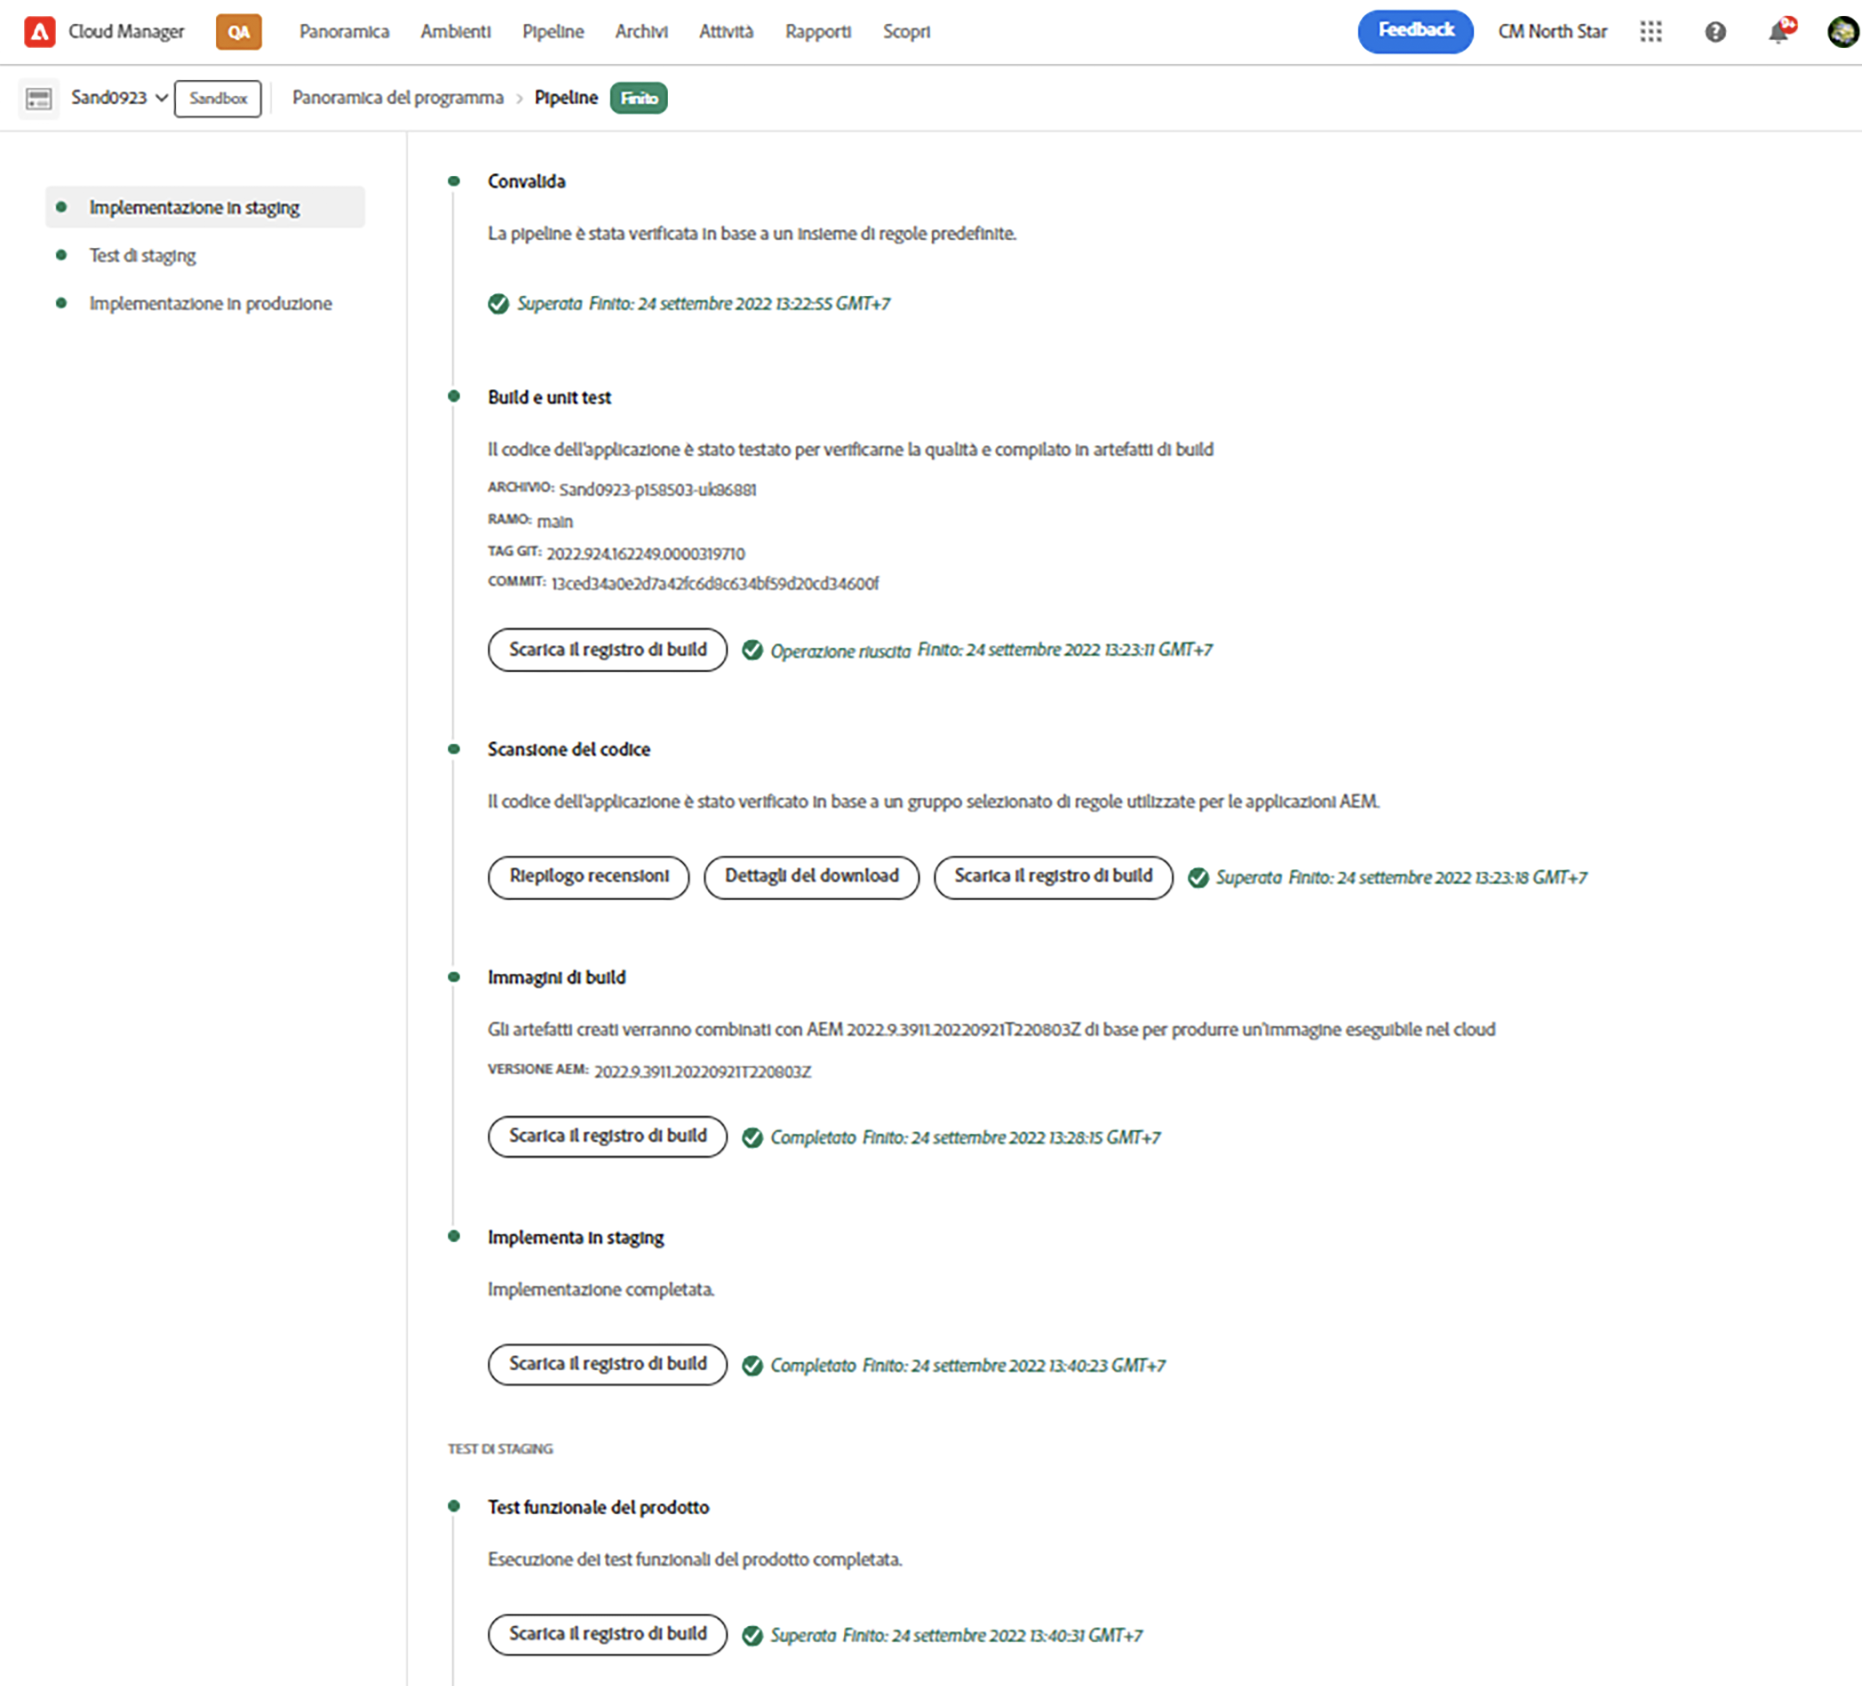 Cloud Manager QA Panoramica Ambienti Pipeline Archivi Attività Rapporti Scopri Feedback CM North Star 9+
Sand0923 Sandbox Panoramica del programma > Pipeline Finito
Implementazione in staging
Test di staging
Implementazione in produzione
Convalida
La pipeline è stata verificata in base a un insieme di regole predefinite.
Superata Finito: 24 settembre 2022 13:22:55 GMT+7
Build e unit test
Il codice dell'applicazione è stato testato per verificarne la qualità e compilato in artefatti di build
ARCHIVIO: Sand0923-p158503-uk86881
RAMO: main
TAG GIT: 2022.924.162249.0000319710
COMMIT: 13ced34a0e2d7a42fc6d8c634bf59d20cd34600f
Scarica il registro di build Operazione riuscita Finito: 24 settembre 2022 13:23:11 GMT+7
Scansione del codice
Il codice dell'applicazione è stato verificato in base a un gruppo selezionato di regole utilizzate per le applicazioni AEM.
Riepilogo recensioni Dettagli del download Scarica il registro di build Superata Finito: 24 settembre 2022 13:23:18 GMT+7
Immagini di build
Gli artefatti creati verranno combinati con AEM 2022.9.3911.20220921T220803Z di base per produrre un'immagine eseguibile nel cloud
VERSIONE AEM: 2022.9.3911.20220921T220803Z
Scarica il registro di build Completato Finito: 24 settembre 2022 13:28:15 GMT+7
Implementa in staging
Implementazione completata.
Scarica il registro di build Completato Finito: 24 settembre 2022 13:40:23 GMT+7
TEST DI STAGING
Test funzionale del prodotto
Esecuzione dei test funzionali del prodotto completata.
Scarica il registro di build Superata Finito: 24 settembre 2022 13:40:31 GMT+7